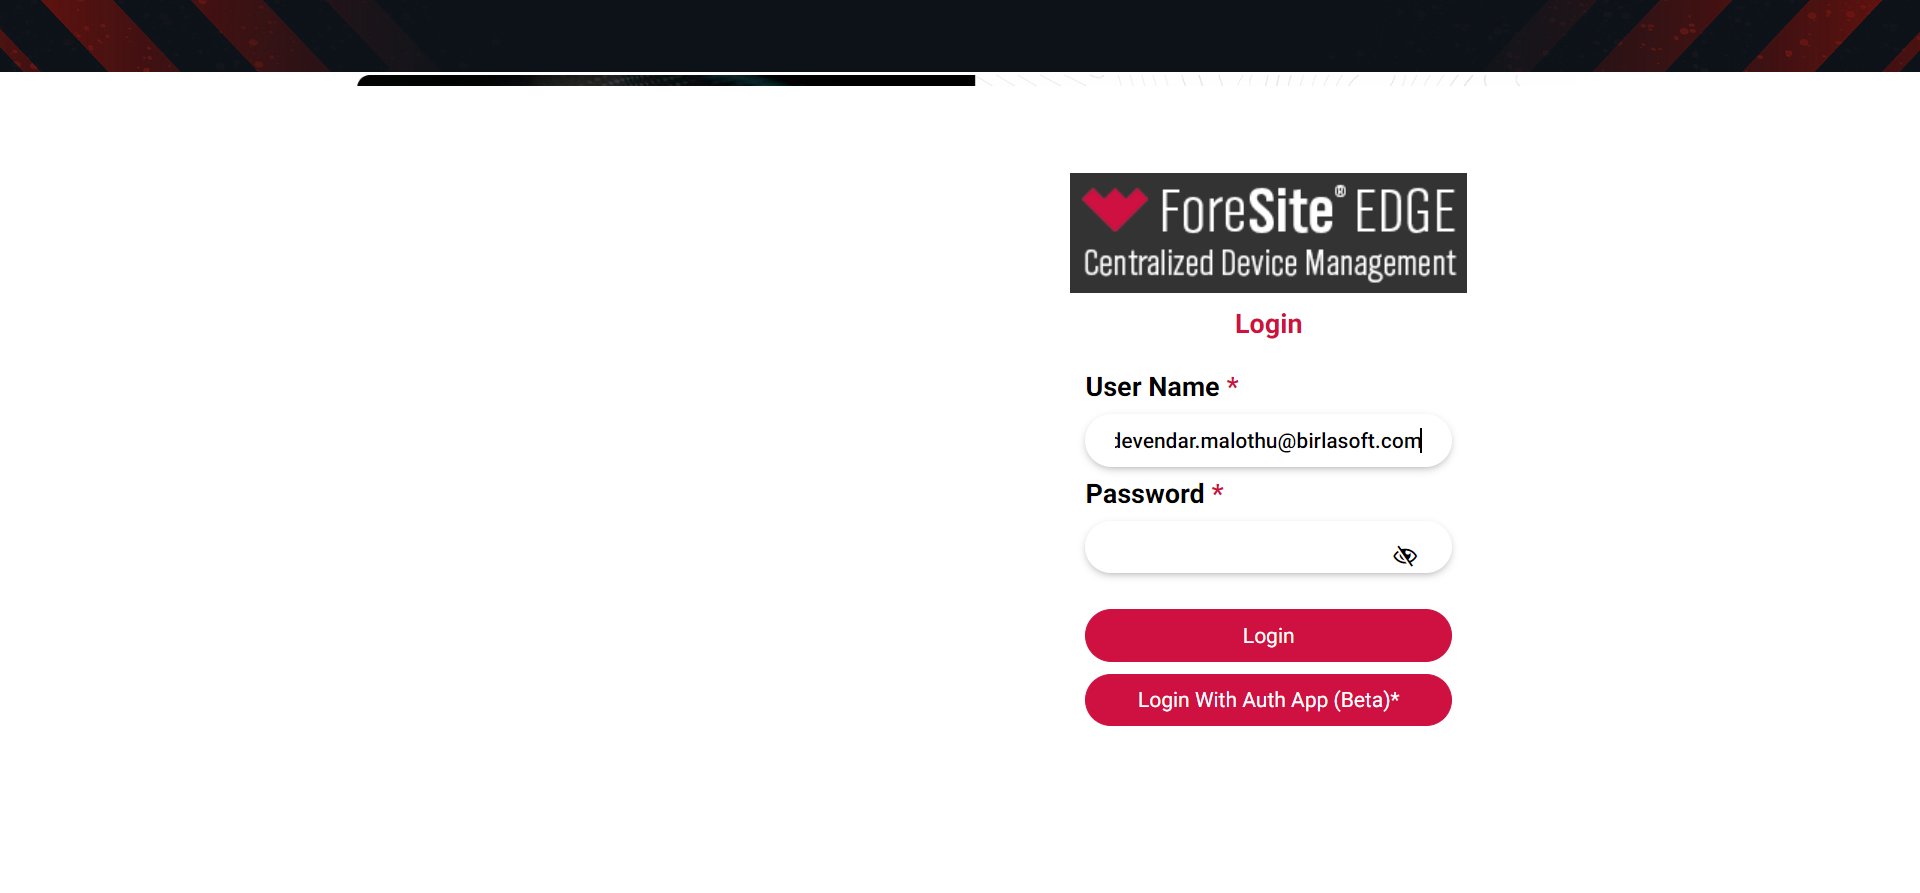 ForeSite® EDGE
Centralized Device Management
Login
User Name *
devendar.malothu@birlasoft.com
Password *
Login
Login With Auth App (Beta)*